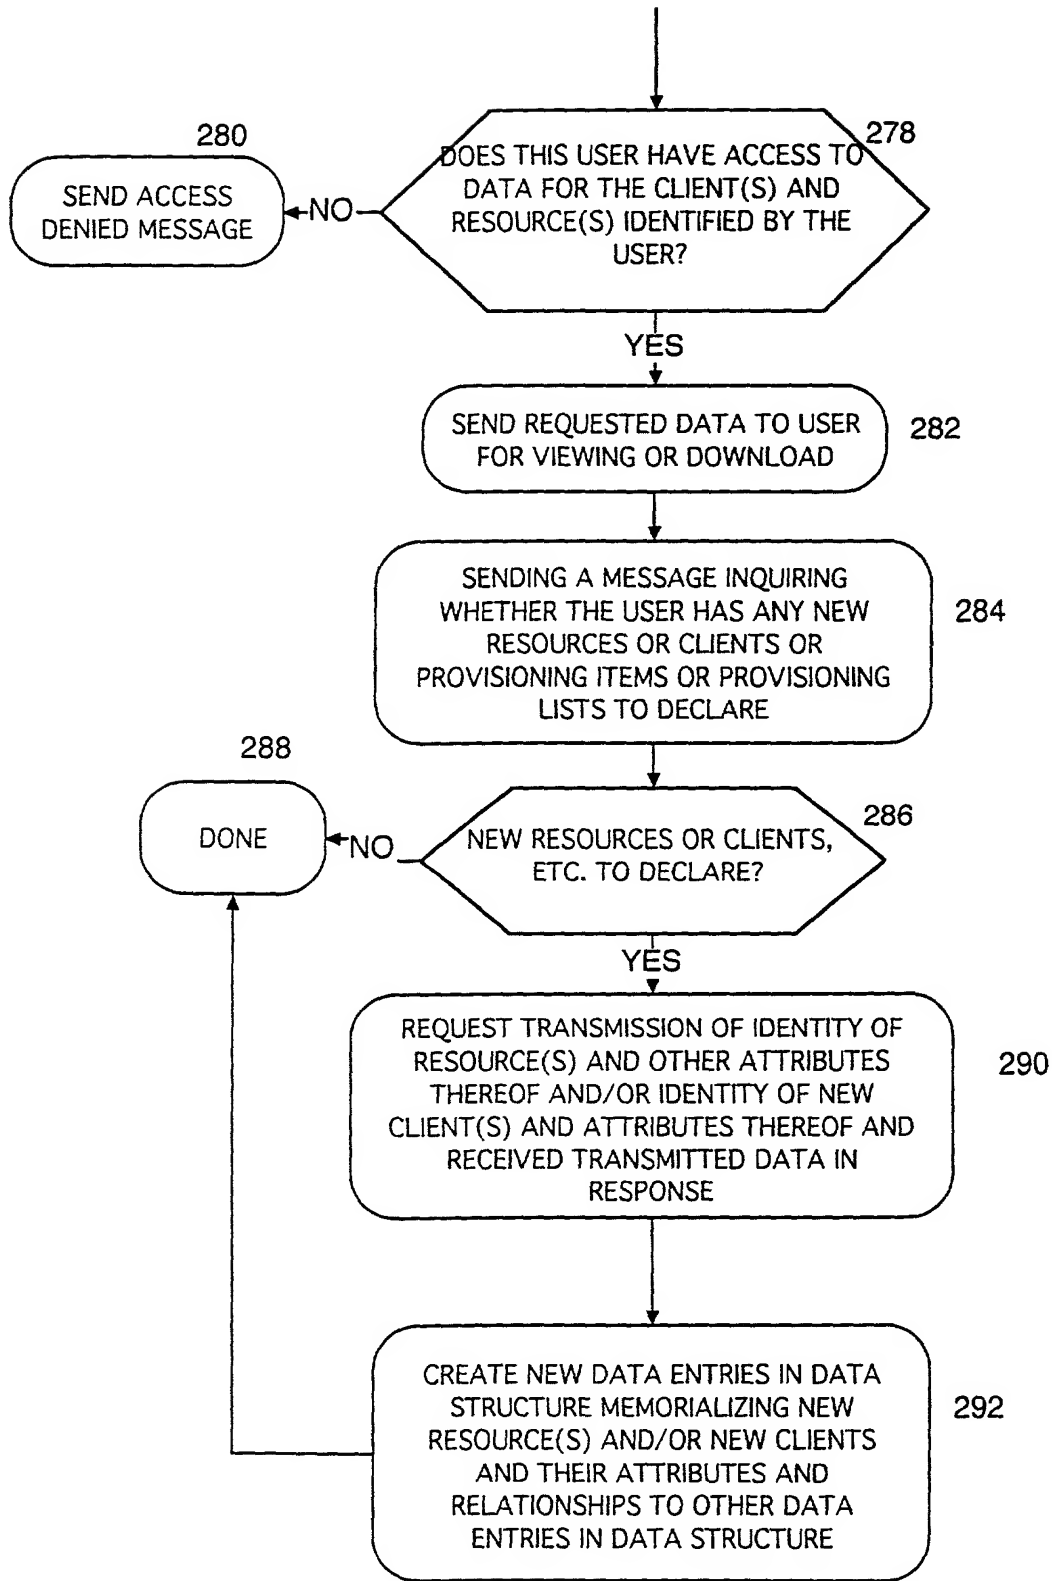 278
DOES THIS USER HAVE ACCESS TO
DATA FOR THE CLIENT(S) AND
RESOURCE(S) IDENTIFIED BY THE
USER?
280
SEND ACCESS
DENIED MESSAGE
NO
YES
SEND REQUESTED DATA TO USER
FOR VIEWING OR DOWNLOAD
282
SENDING A MESSAGE INQUIRING
WHETHER THE USER HAS ANY NEW
RESOURCES OR CLIENTS OR
PROVISIONING ITEMS OR PROVISIONING
LISTS TO DECLARE
284
288
DONE
NO
286
NEW RESOURCES OR CLIENTS,
ETC. TO DECLARE?
YES
REQUEST TRANSMISSION OF IDENTITY OF
RESOURCE(S) AND OTHER ATTRIBUTES
THEREOF AND/OR IDENTITY OF NEW
CLIENT(S) AND ATTRIBUTES THEREOF AND
RECEIVED TRANSMITTED DATA IN
RESPONSE
290
CREATE NEW DATA ENTRIES IN DATA
STRUCTURE MEMORIALIZING NEW
RESOURCE(S) AND/OR NEW CLIENTS
AND THEIR ATTRIBUTES AND
RELATIONSHIPS TO OTHER DATA
ENTRIES IN DATA STRUCTURE
292